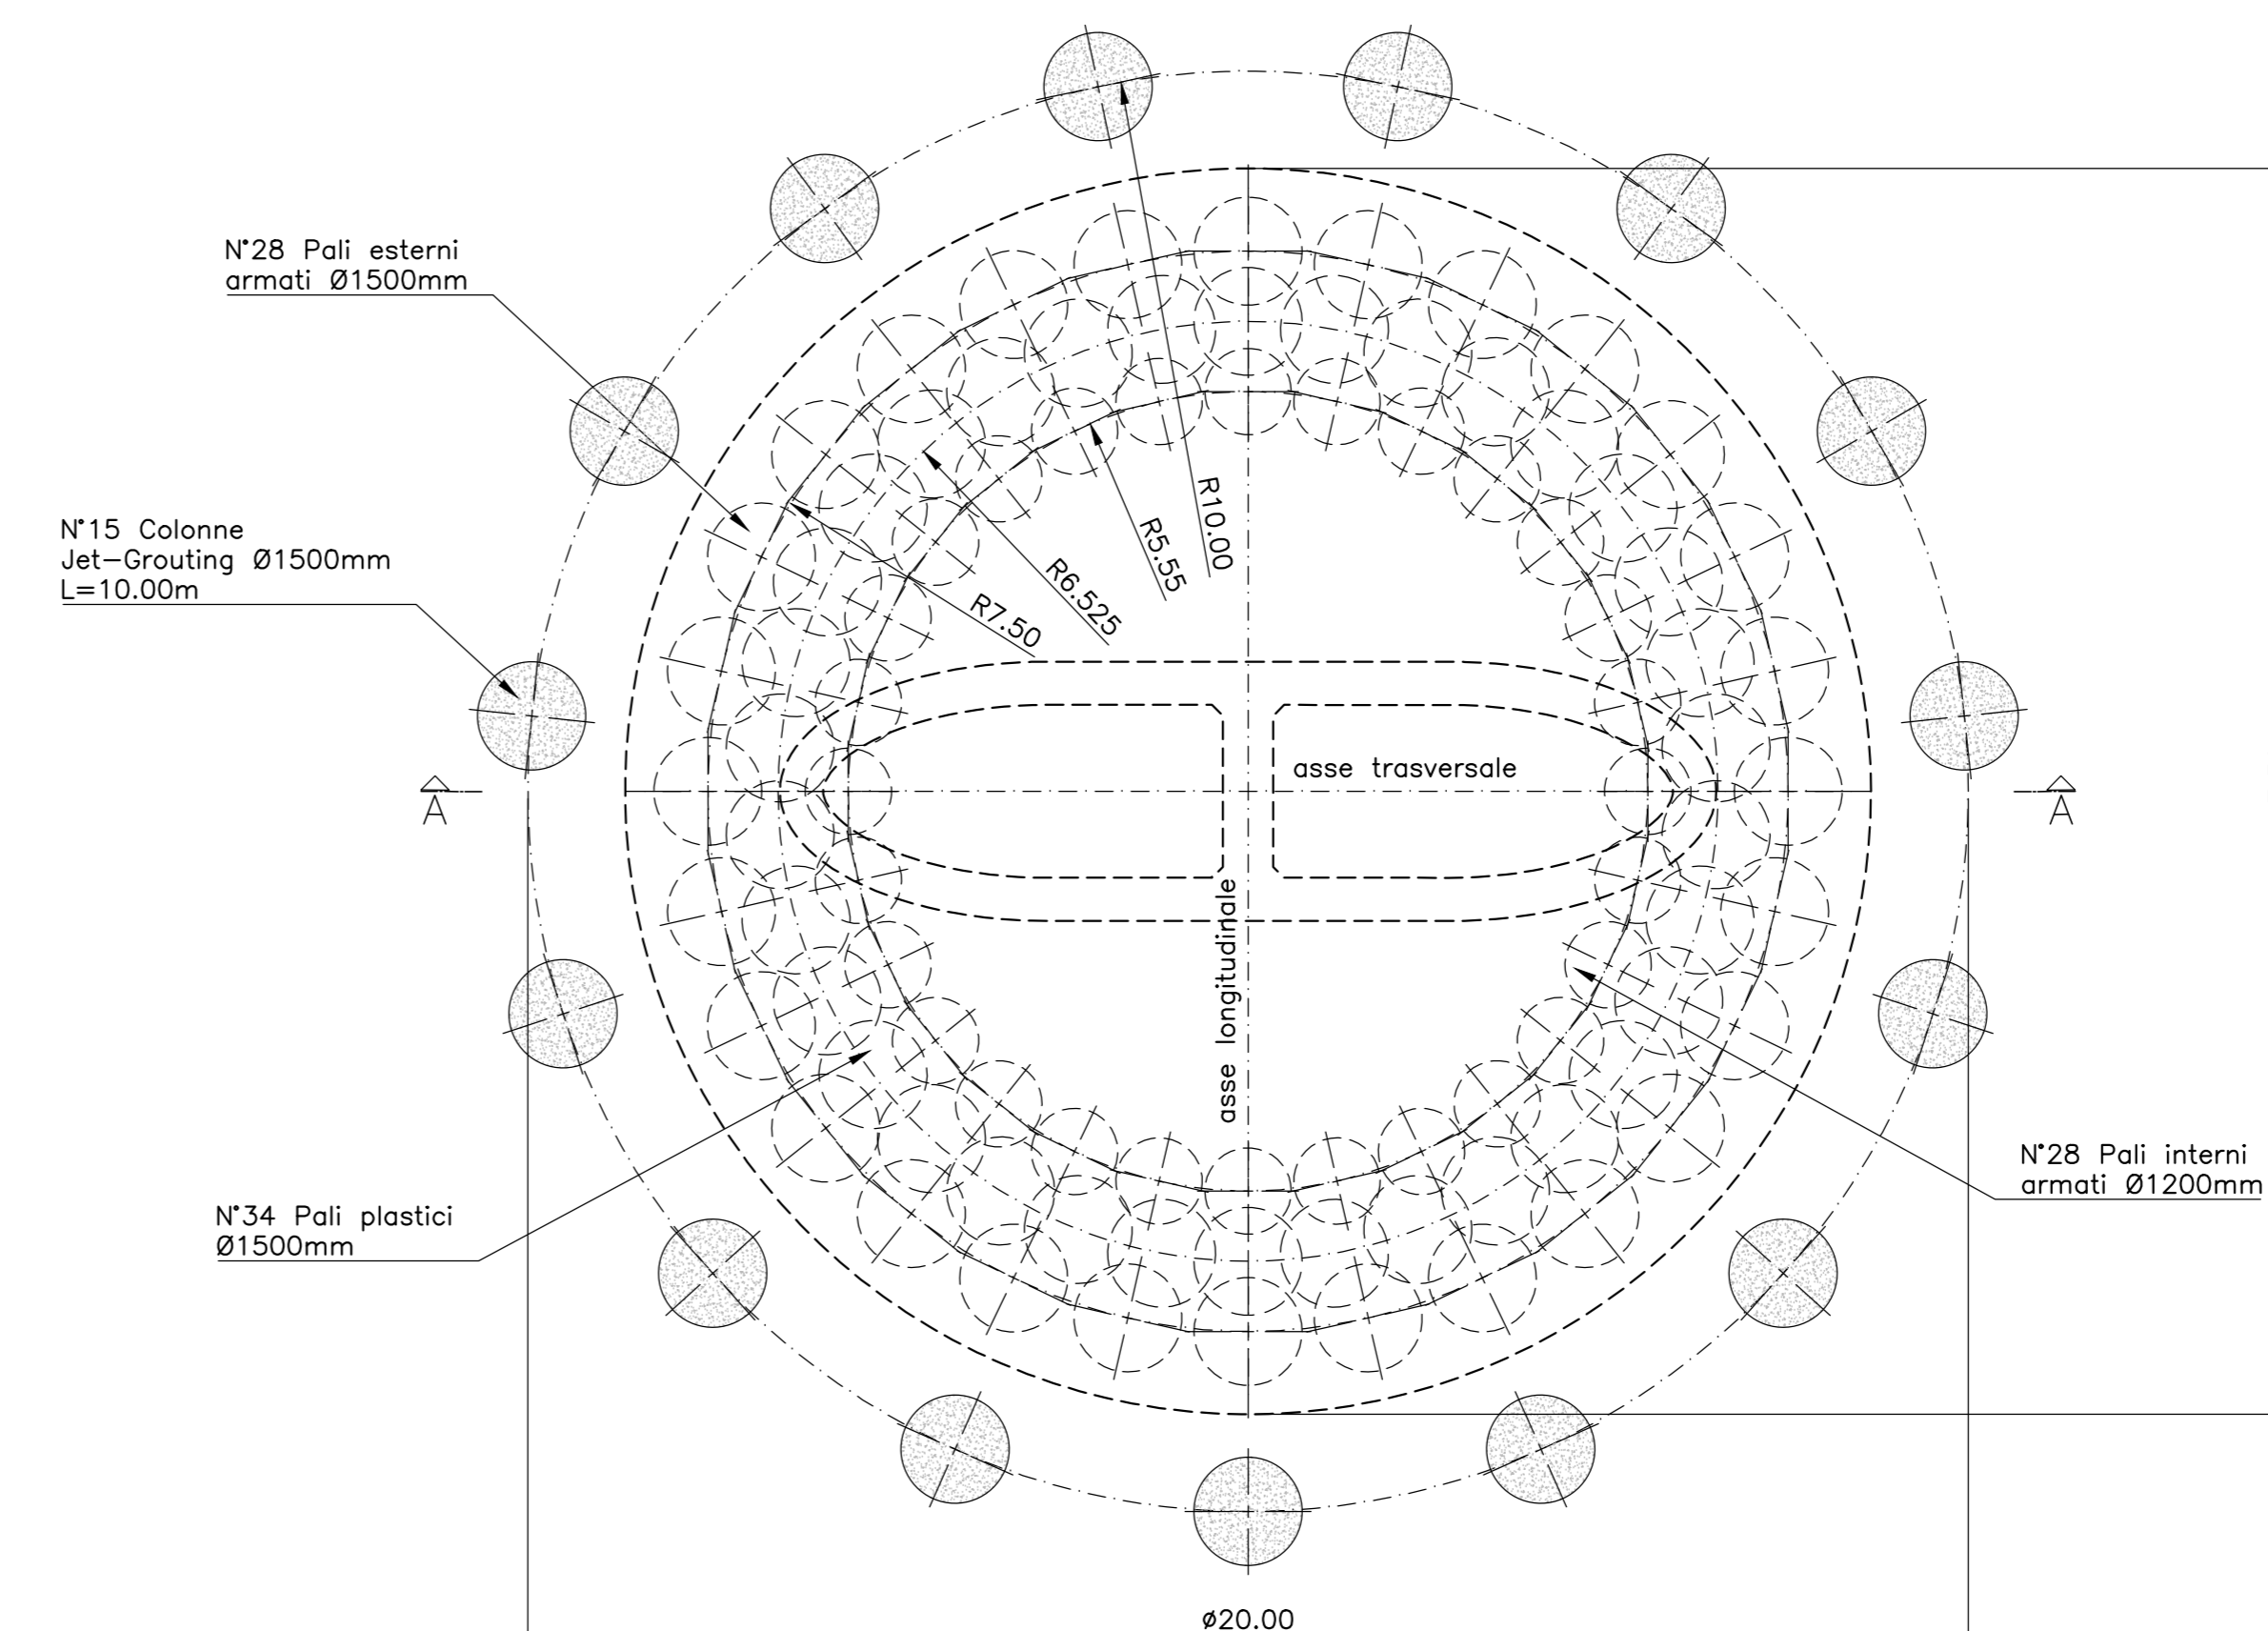 N°28 Pali esterni
armati Ø1500mm
N°15 Colonne
Jet-Grouting Ø1500mm
L=10.00m
R10.00
R5.55
R6.525
R7.50
asse trasversale
A
A
asse longitudinale
N°28 Pali interni
armati Ø1200mm
N°34 Pali plastici
Ø1500mm
ø20.00